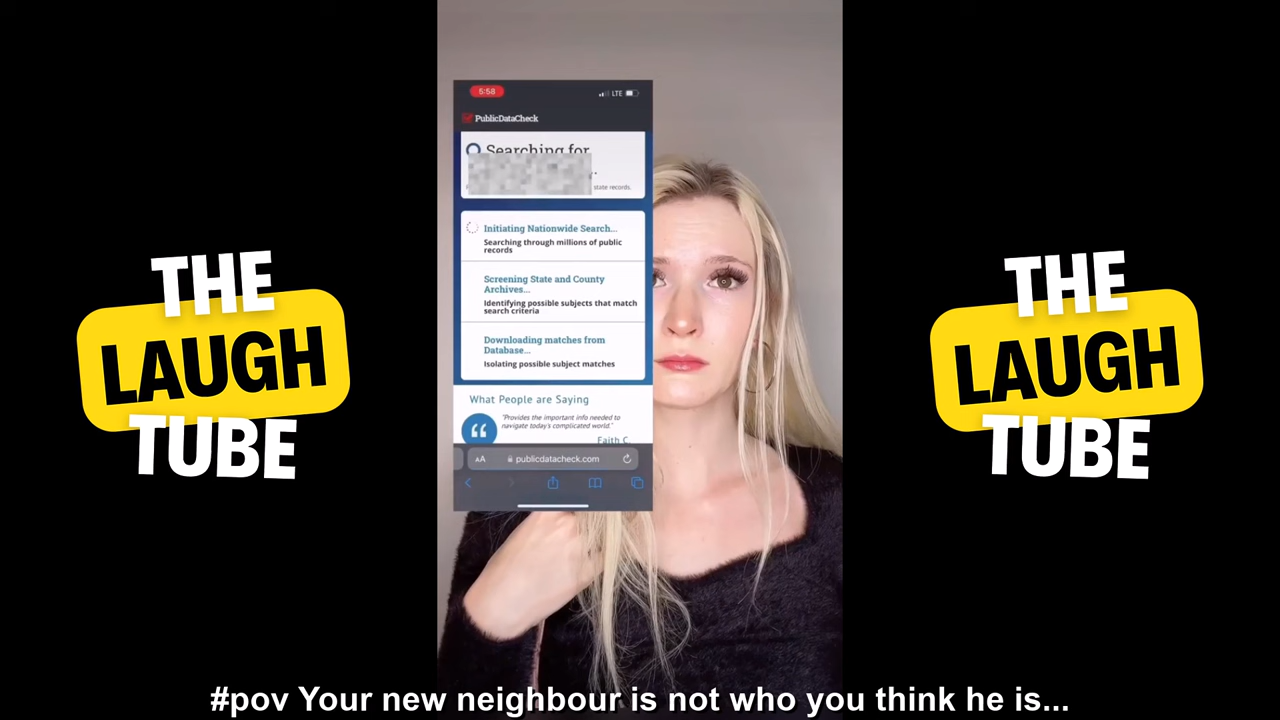 THE
LAUGH
TUBE
5:58
LTE
PublicDataCheck
Searching for
state records.
Initiating Nationwide Search...
Searching through millions of public
records
Screening State and County
Archives...
Identifying possible subjects that match
search criteria
Downloading matches from
Database...
Isolating possible subject matches
What People are Saying
"Provides the important info needed to
navigate today's complicated world."
Faith C.
AA publicdatacheck.com
THE
LAUGH
TUBE
#pov Your new neighbour is not who you think he is...